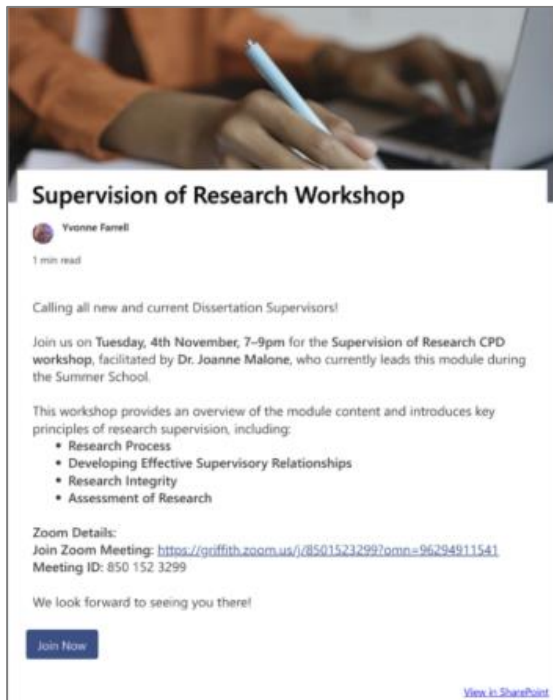 Supervision of Research Workshop
Yvonne Farrell
1 min read
Calling all new and current Dissertation Supervisors!
Join us on Tuesday, 4th November, 7–9pm for the Supervision of Research CPD
workshop, facilitated by Dr. Joanne Malone, who currently leads this module during
the Summer School.
This workshop provides an overview of the module content and introduces key
principles of research supervision, including:
• Research Process
• Developing Effective Supervisory Relationships
• Research Integrity
• Assessment of Research
Zoom Details:
Join Zoom Meeting: https://griffith.zoom.us/j/8501523299?omn=96294911541
Meeting ID: 850 152 3299
We look forward to seeing you there!
Join Now
View in SharePoint